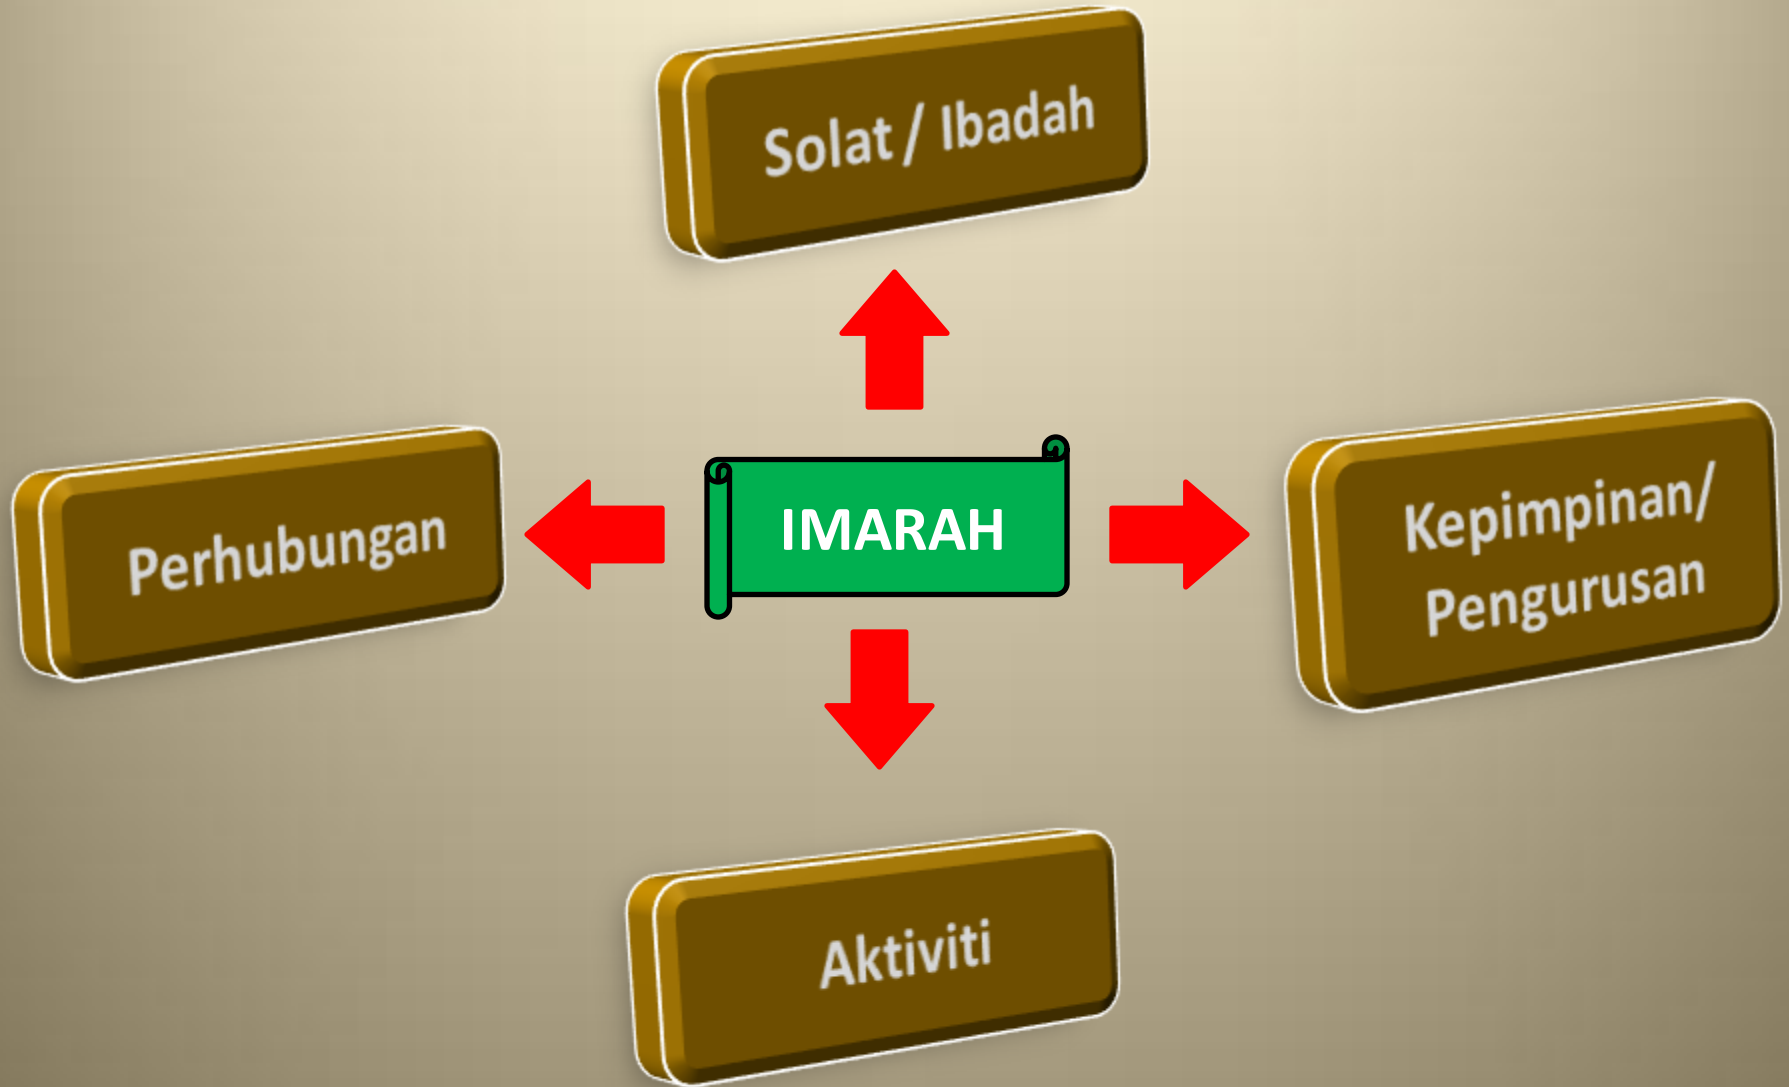 Solat / Ibadah
Perhubungan
IMARAH
Kepimpinan/
Pengurusan
Aktiviti